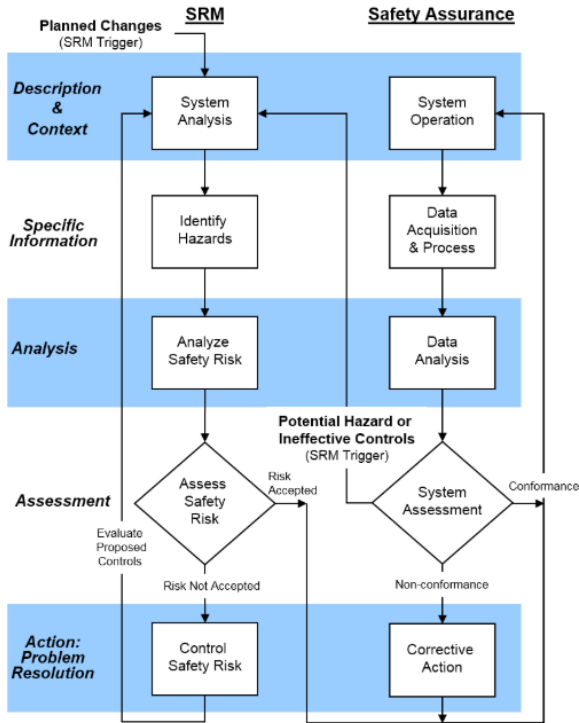 SRM
Safety Assurance
Planned Changes
(SRM Trigger)
Description
&
Context
System
Analysis
System
Operation
Specific
Information
Identify
Hazards
Data
Acquisition
& Process
Analysis
Analyze
Safety Risk
Data
Analysis
Potential Hazard or
Ineffective Controls
(SRM Trigger)
Assessment
Assess
Safety
Risk
Risk
Accepted
System
Assessment
Conformance
Evaluate
Proposed
Controls
Risk Not Accepted
Non-conformance
Action:
Problem
Resolution
Control
Safety Risk
Corrective
Action